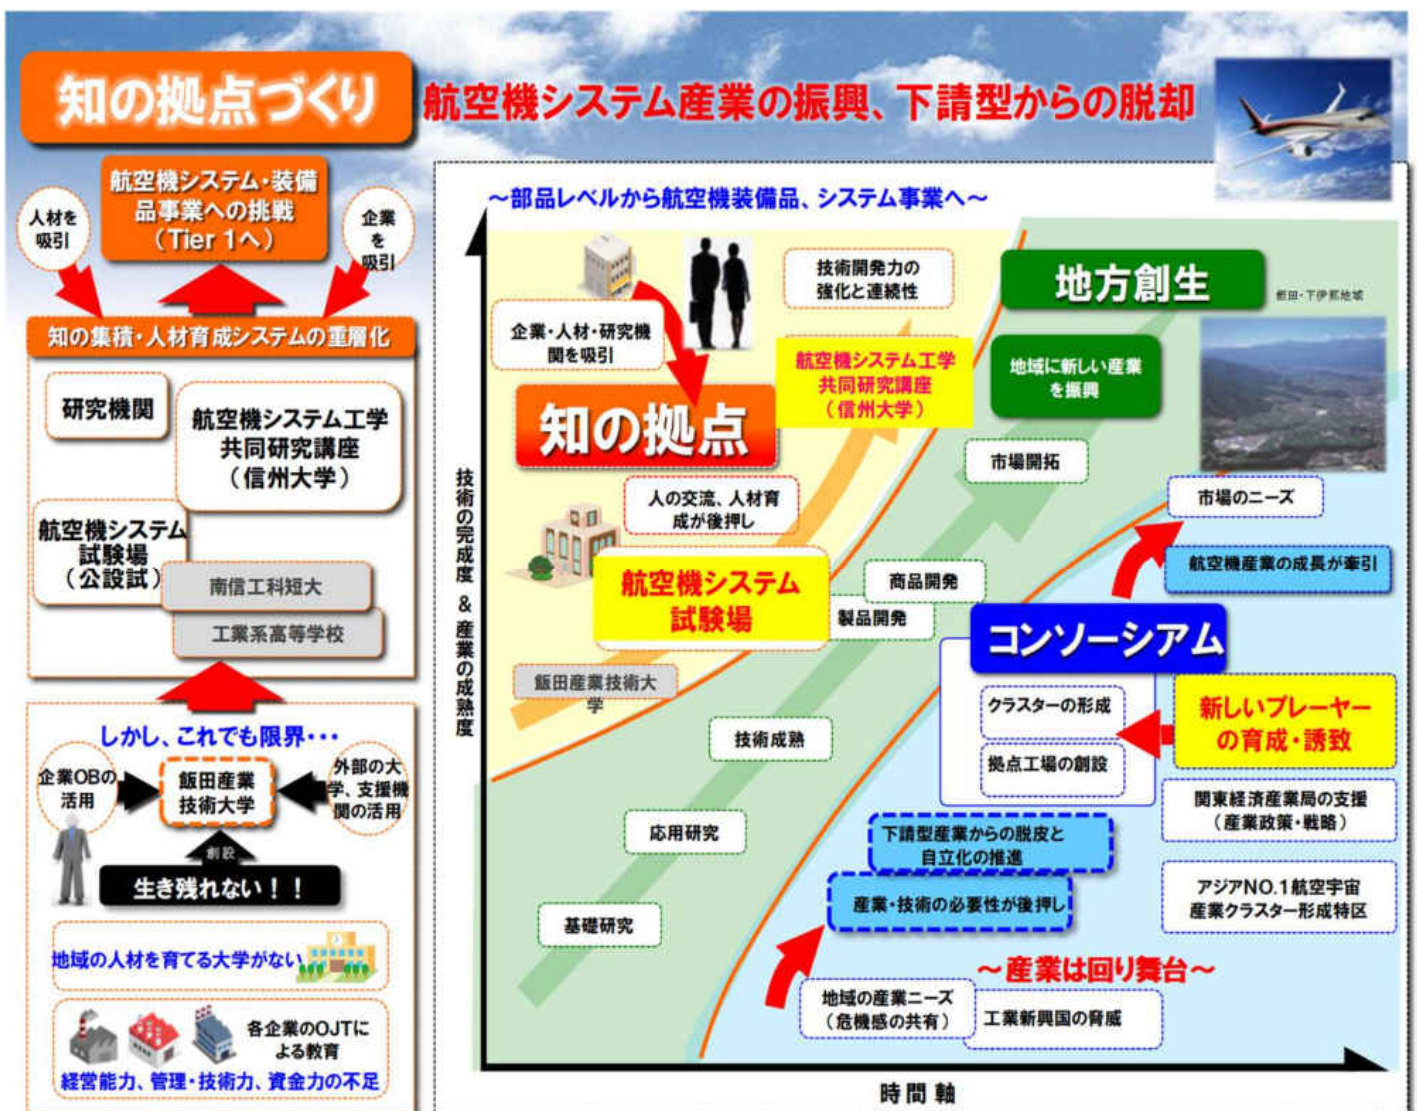 知の拠点づくり
航空機システム産業の振興、下請型からの脱却
航空機システム・装備
品事業への挑戦
(Tier 1へ)
人材を
吸引
企業
を
吸引
知の集積・人材育成システムの重層化
研究機関
航空機システム工学
共同研究講座
(信州大学)
航空機システム
試験場
(公設試)
南信工科短大
工業系高等学校
しかし、これでも限界・・・
企業OBの
活用
飯田産業
技術大学
外部の大
学、支援機
関の活用
創設
生き残れない！！
地域の人材を育てる大学がない
各企業のOJTに
よる教育
経営能力、管理・技術力、資金力の不足
～部品レベルから航空機装備品、システム事業へ～
技術の完成度 & 産業の成熟度
企業・人材・研究機
関を吸引
技術開発力の
強化と連続性
航空機システム工学
共同研究講座
(信州大学)
知の拠点
人の交流、人材育
成が後押し
航空機システム
試験場
飯田産業技術大
学
地方創生
飯田・下伊那地域
地域に新しい産業
を振興
市場開拓
商品開発
製品開発
技術成熟
応用研究
基礎研究
市場のニーズ
航空機産業の成長が牽引
コンソーシアム
クラスターの形成
拠点工場の創設
新しいプレーヤー
の育成・誘致
関東経済産業局の支援
(産業政策・戦略)
アジアNO.1航空宇宙
産業クラスター形成特区
下請型産業からの脱皮と
自立化の推進
産業・技術の必要性が後押し
～産業は回り舞台～
地域の産業ニーズ
(危機感の共有)
工業新興国の脅威
時間軸